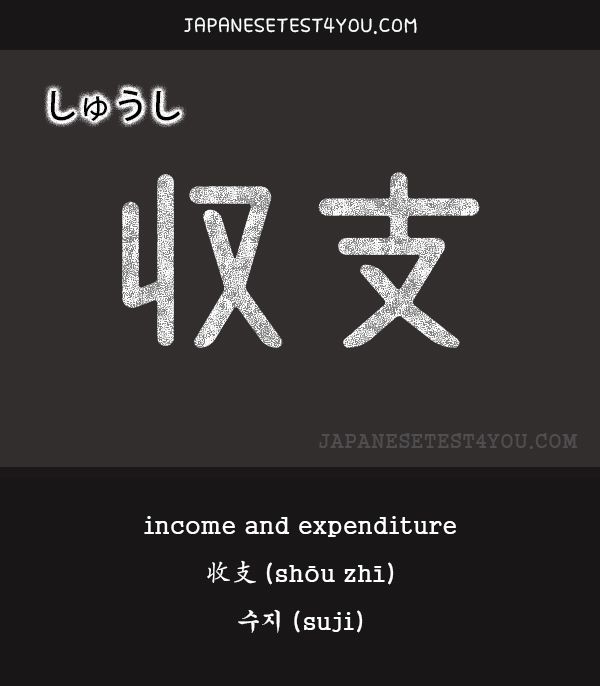 JAPANESETEST4YOU.COM
しゅうし
収支
JAPANESETEST4YOU.COM
income and expenditure
收支 (shōu zhī)
수지 (suji)